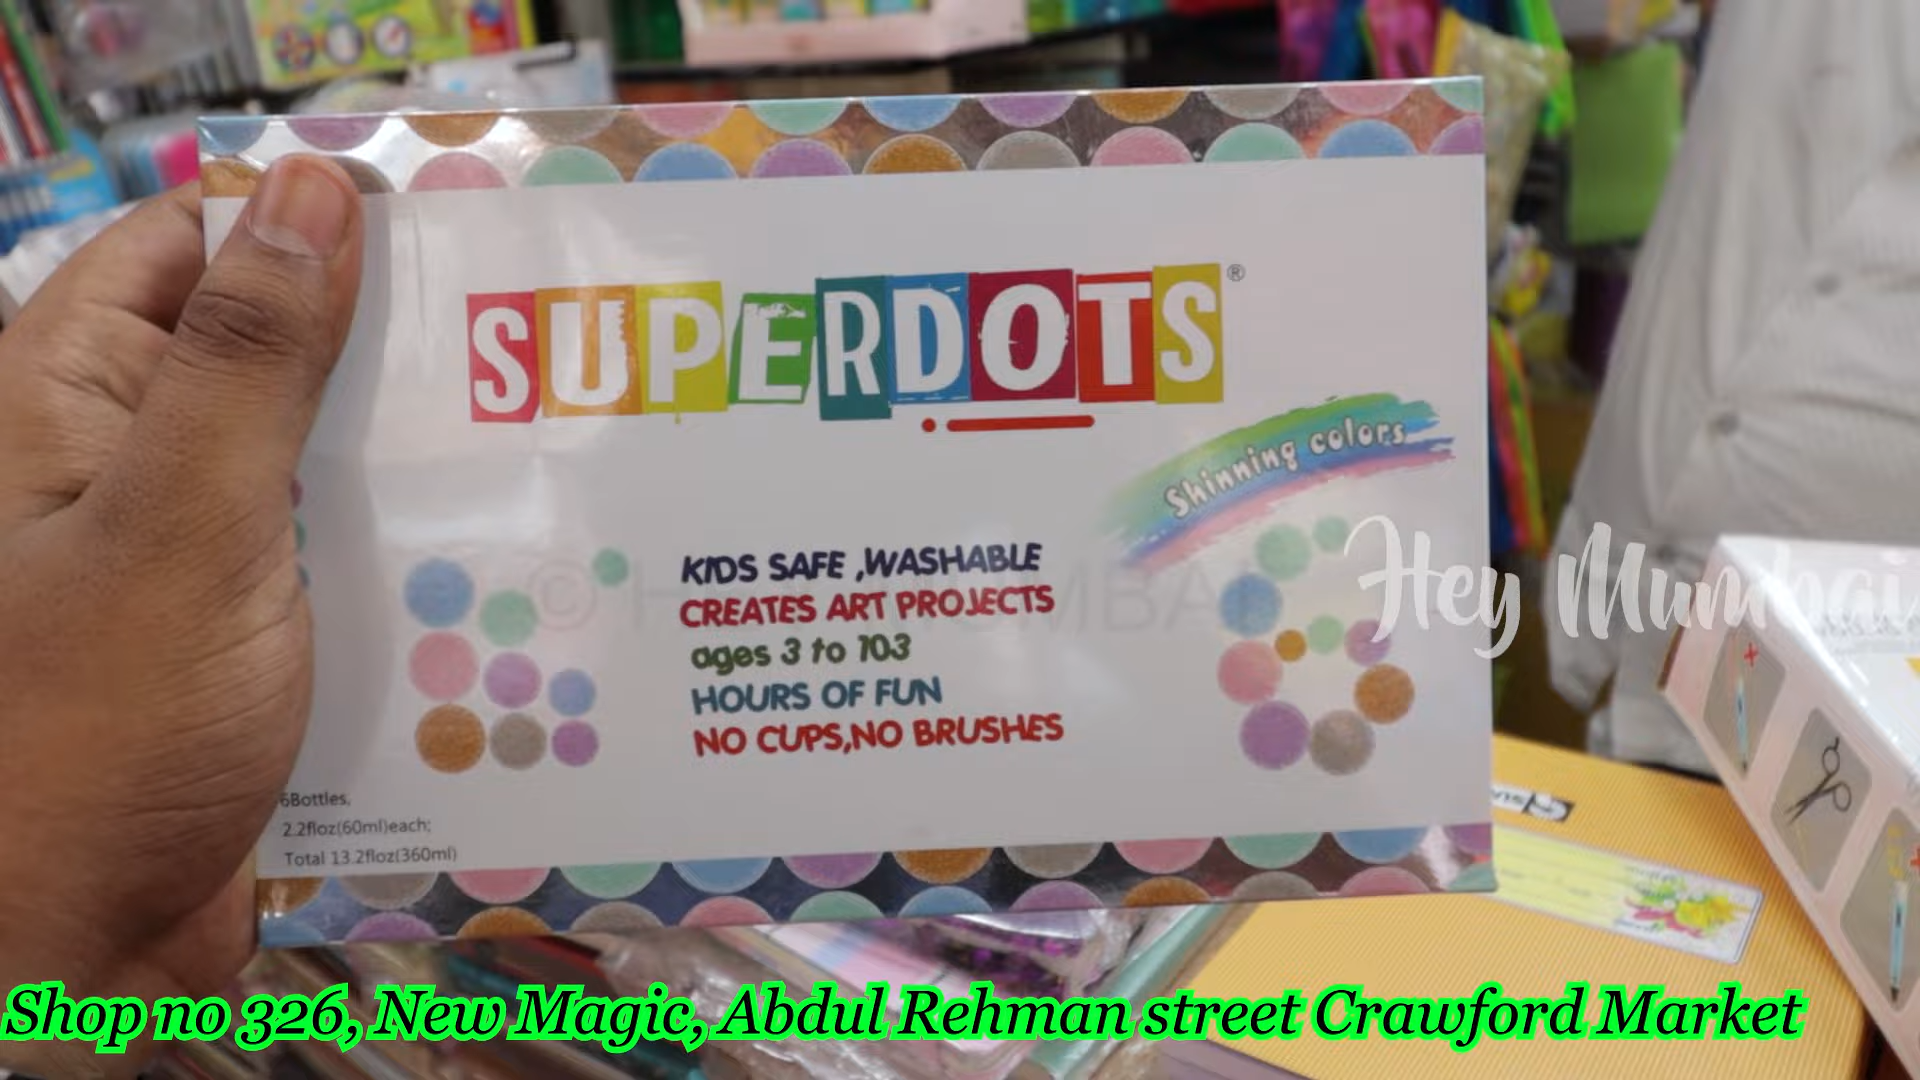 SUPERDOTS®
Shinning colors
KIDS SAFE ,WASHABLE
CREATES ART PROJECTS
ages 3 to 103
HOURS OF FUN
NO CUPS,NO BRUSHES
Hey Mumbai
6Bottles,
2.2floz(60ml)each;
Total 13.2floz(360ml)
Shop no 326, New Magic, Abdul Rehman street Crawford Market